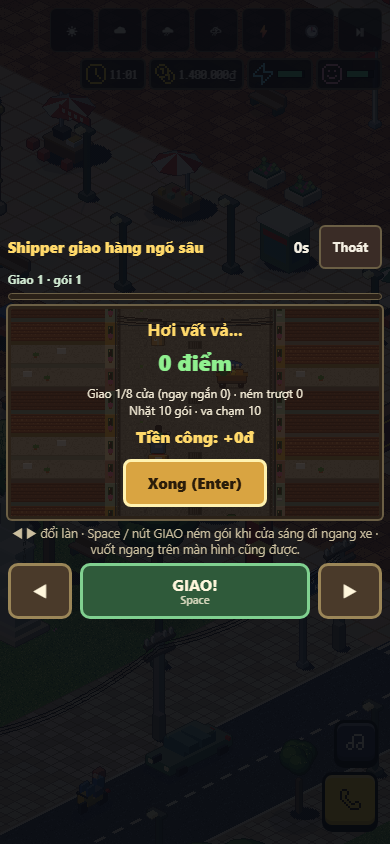 11:01
1.400.000₫
Shipper giao hàng ngõ sâu
0s
Thoát
Giao 1 · gói 1
Hơi vất vả...
0 điểm
Giao 1/8 cửa (ngay ngắn 0) · ném trượt 0
Nhặt 10 gói · va chạm 10
Tiền công: +0đ
Xong (Enter)
◀ ▶ đổi làn · Space / nút GIAO ném gói khi cửa sáng đi ngang xe ·
vuốt ngang trên màn hình cũng được.
◀
GIAO!
Space
▶